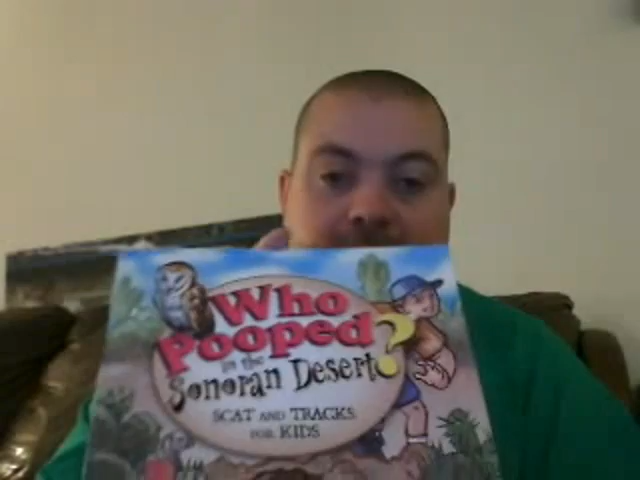 Who
Pooped
in the
Sonoran Desert?
SCAT AND TRACKS
FOR KIDS